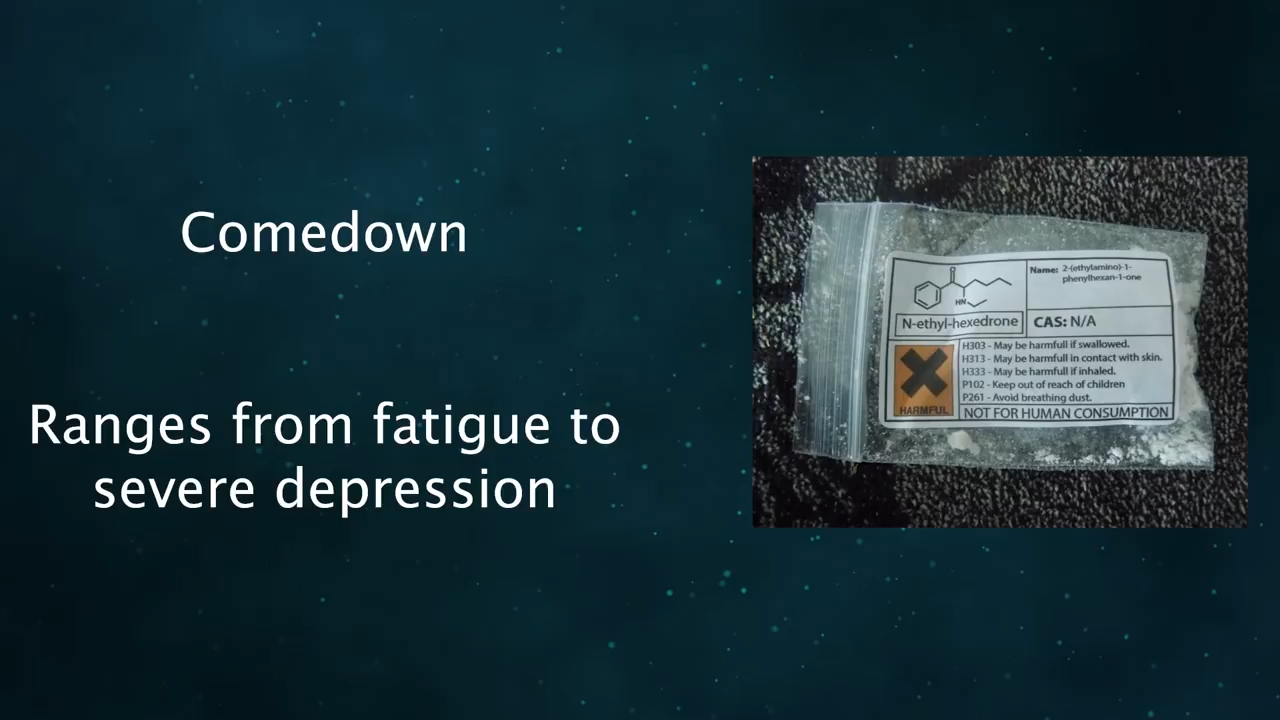 Comedown
Ranges from fatigue to
severe depression
HN
N-ethyl-hexedrone
Name: 2-(ethylamino)-1-
phenylhexan-1-one
CAS: N/A
HARMFUL
H303 - May be harmfull if swallowed.
H313 - May be harmfull in contact with skin.
H333 - May be harmfull if inhaled.
P102 - Keep out of reach of children
P261 - Avoid breathing dust.
NOT FOR HUMAN CONSUMPTION